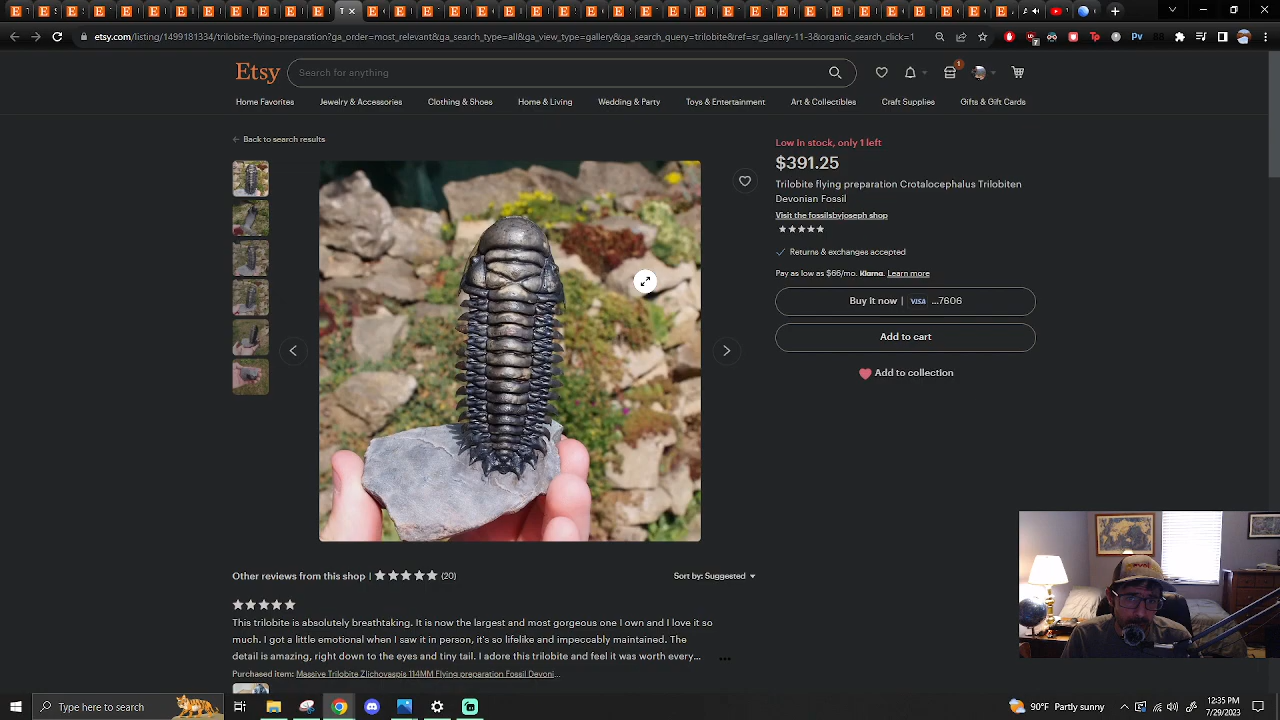 etsy.com/listing/1499181334/trilobite-flying-preparation?ga_order=most_relevant&ga_search_type=all&ga_view_type=gallery&ga_search_query=trilobite&ref=sr_gallery-11-3&organic_search_click=1
Etsy
Search for anything
1
Home Favorites
Jewelry & Accessories
Clothing & Shoes
Home & Living
Wedding & Party
Toys & Entertainment
Art & Collectibles
Craft Supplies
Gifts & Gift Cards
Back to search results
Low in stock, only 1 left
$391.25
Trilobite flying preparation Crotalocephalus Trilobiten
Devonian Fossil
Visit the fossilsbyjoseph shop
Returns & exchanges accepted
Pay as low as $66/mo. Klarna. Learn more
Buy it now | VISA ...7606
Add to cart
Add to collection
Other reviews from this shop | (20)
Sort by: Suggested
This trilobite is absolutely breathtaking. It is now the largest and most gorgeous one I own and I love it so
much. I got a little emotional when I saw it in person, it's so lifelike and impeccably maintained. The
detail is amazing, right down to the eyes and tiny tail. I adore this trilobite and feel it was worth every...
Purchased item: Massive Trilobite Zlichovaspis 114MM Flying preparation Fossil Devoni...
Type here to search
90°F Partly sunny
12:35 PM
7/29/2023